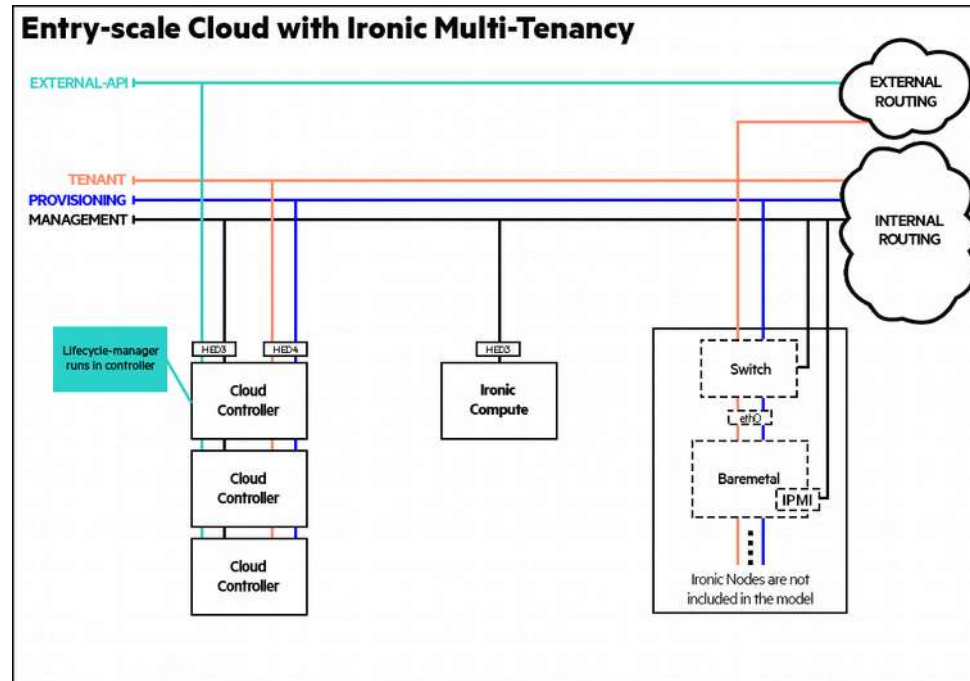 Entry-scale Cloud with Ironic Multi-Tenancy
EXTERNAL-API
EXTERNAL
ROUTING
TENANT
PROVISIONING
MANAGEMENT
INTERNAL
ROUTING
Lifecycle-manager
runs in controller
HED3
HED4
HED3
Cloud
Controller
Ironic
Compute
Switch
eth0
Cloud
Controller
Baremetal
IPMI
Cloud
Controller
Ironic Nodes are not
included in the model